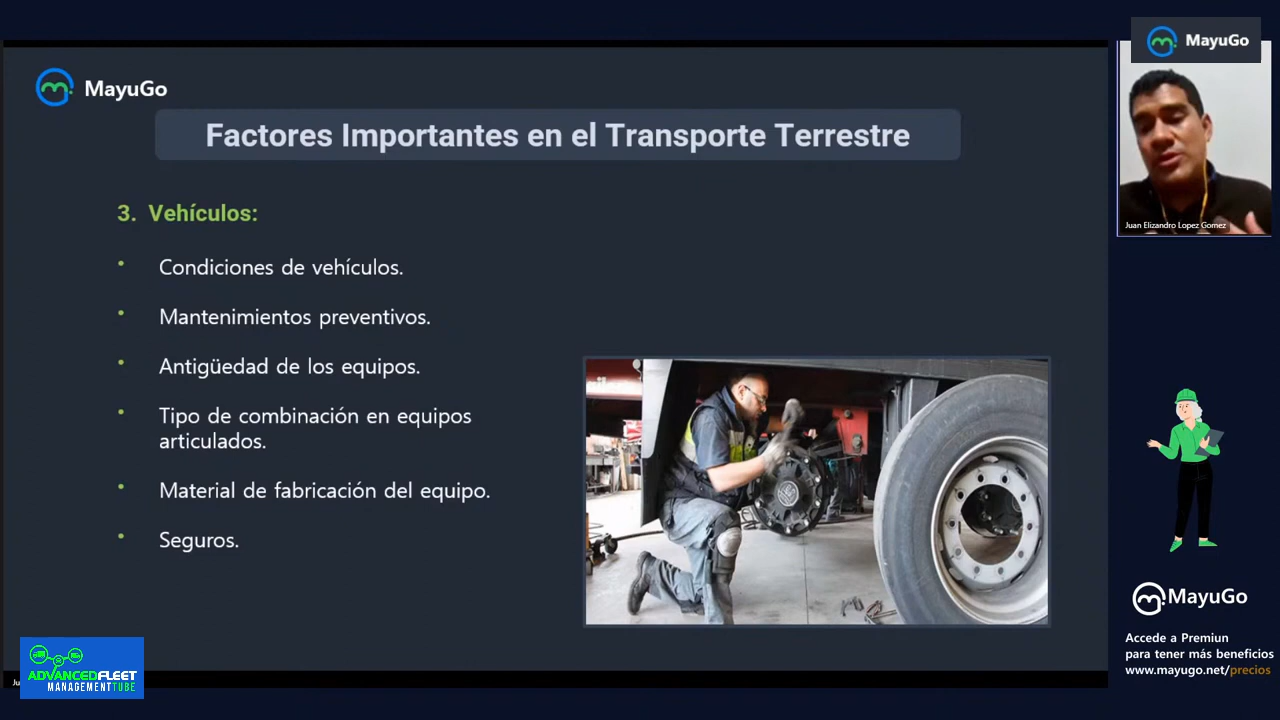 MayuGo
MayuGo
Factores Importantes en el Transporte Terrestre
3. Vehículos:
• Condiciones de vehículos.
• Mantenimientos preventivos.
• Antigüedad de los equipos.
• Tipo de combinación en equipos
articulados.
• Material de fabricación del equipo.
• Seguros.
Juan Elizandro Lopez Gomez
MayuGo
Accede a Premiun
para tener más beneficios
www.mayugo.net/precios
ADVANCEDFLEET
MANAGEMENTTUBE
Ju